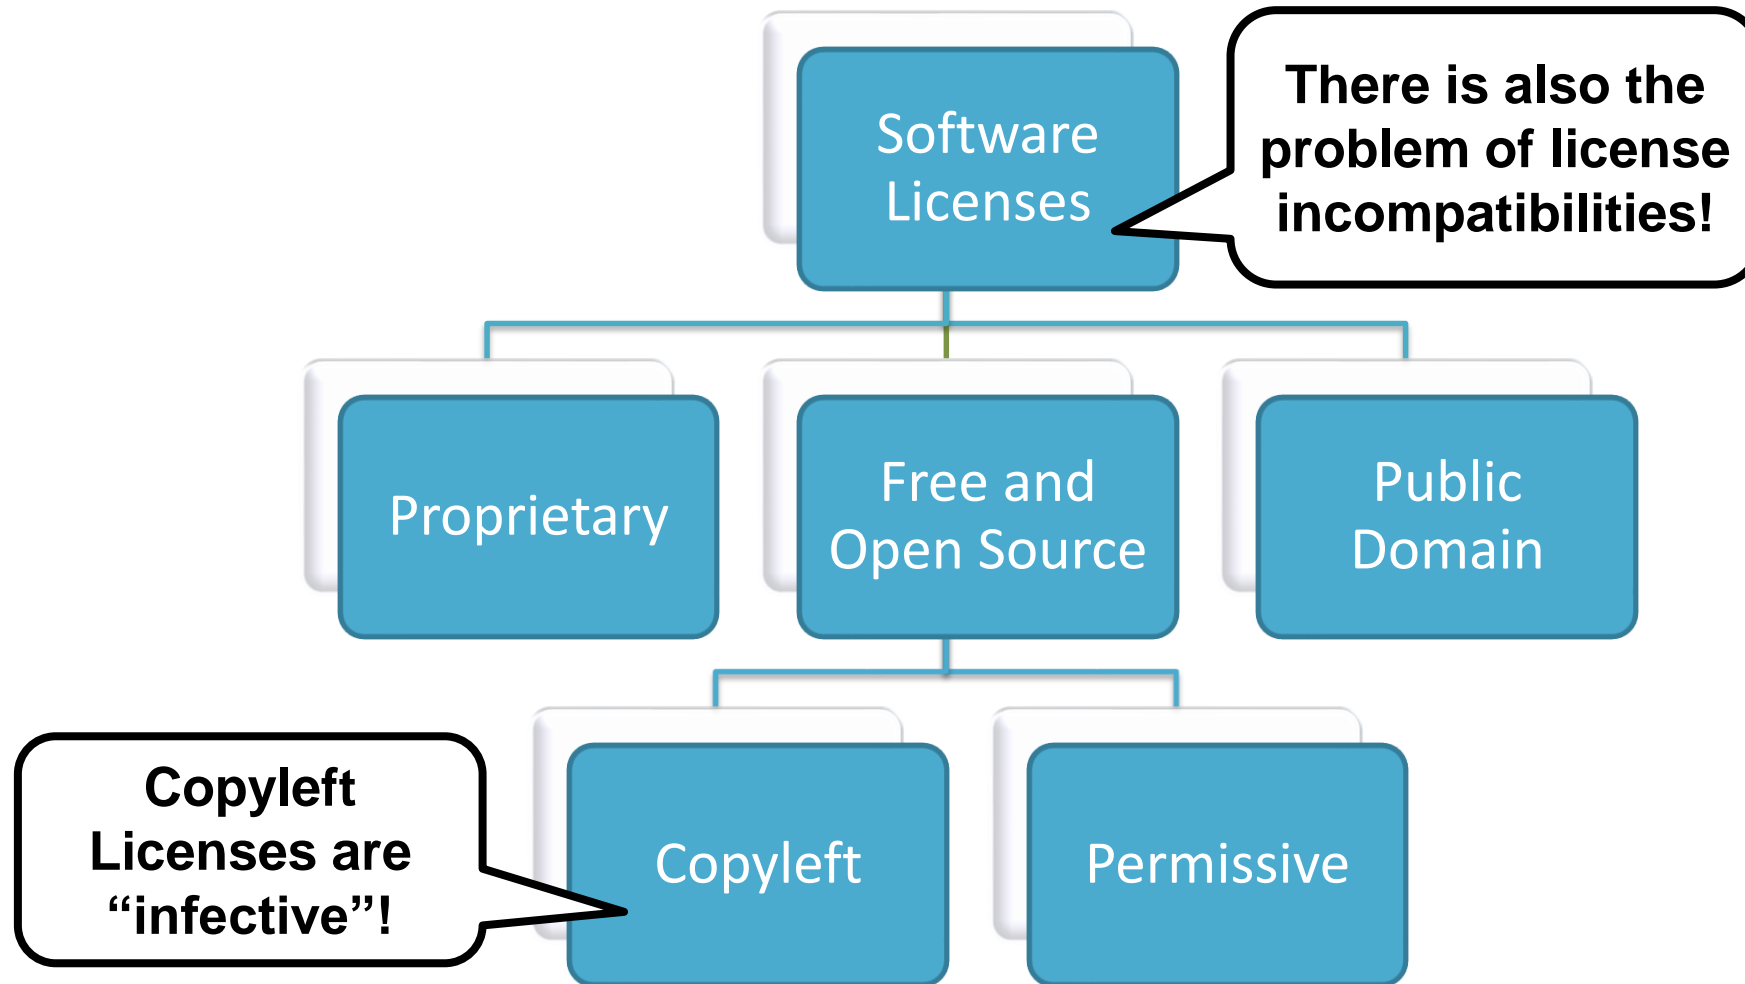 Software
Licenses
There is also the
problem of license
incompatibilities!
Proprietary
Free and
Open Source
Public
Domain
Copyleft
Licenses are
“infective”!
Copyleft
Permissive